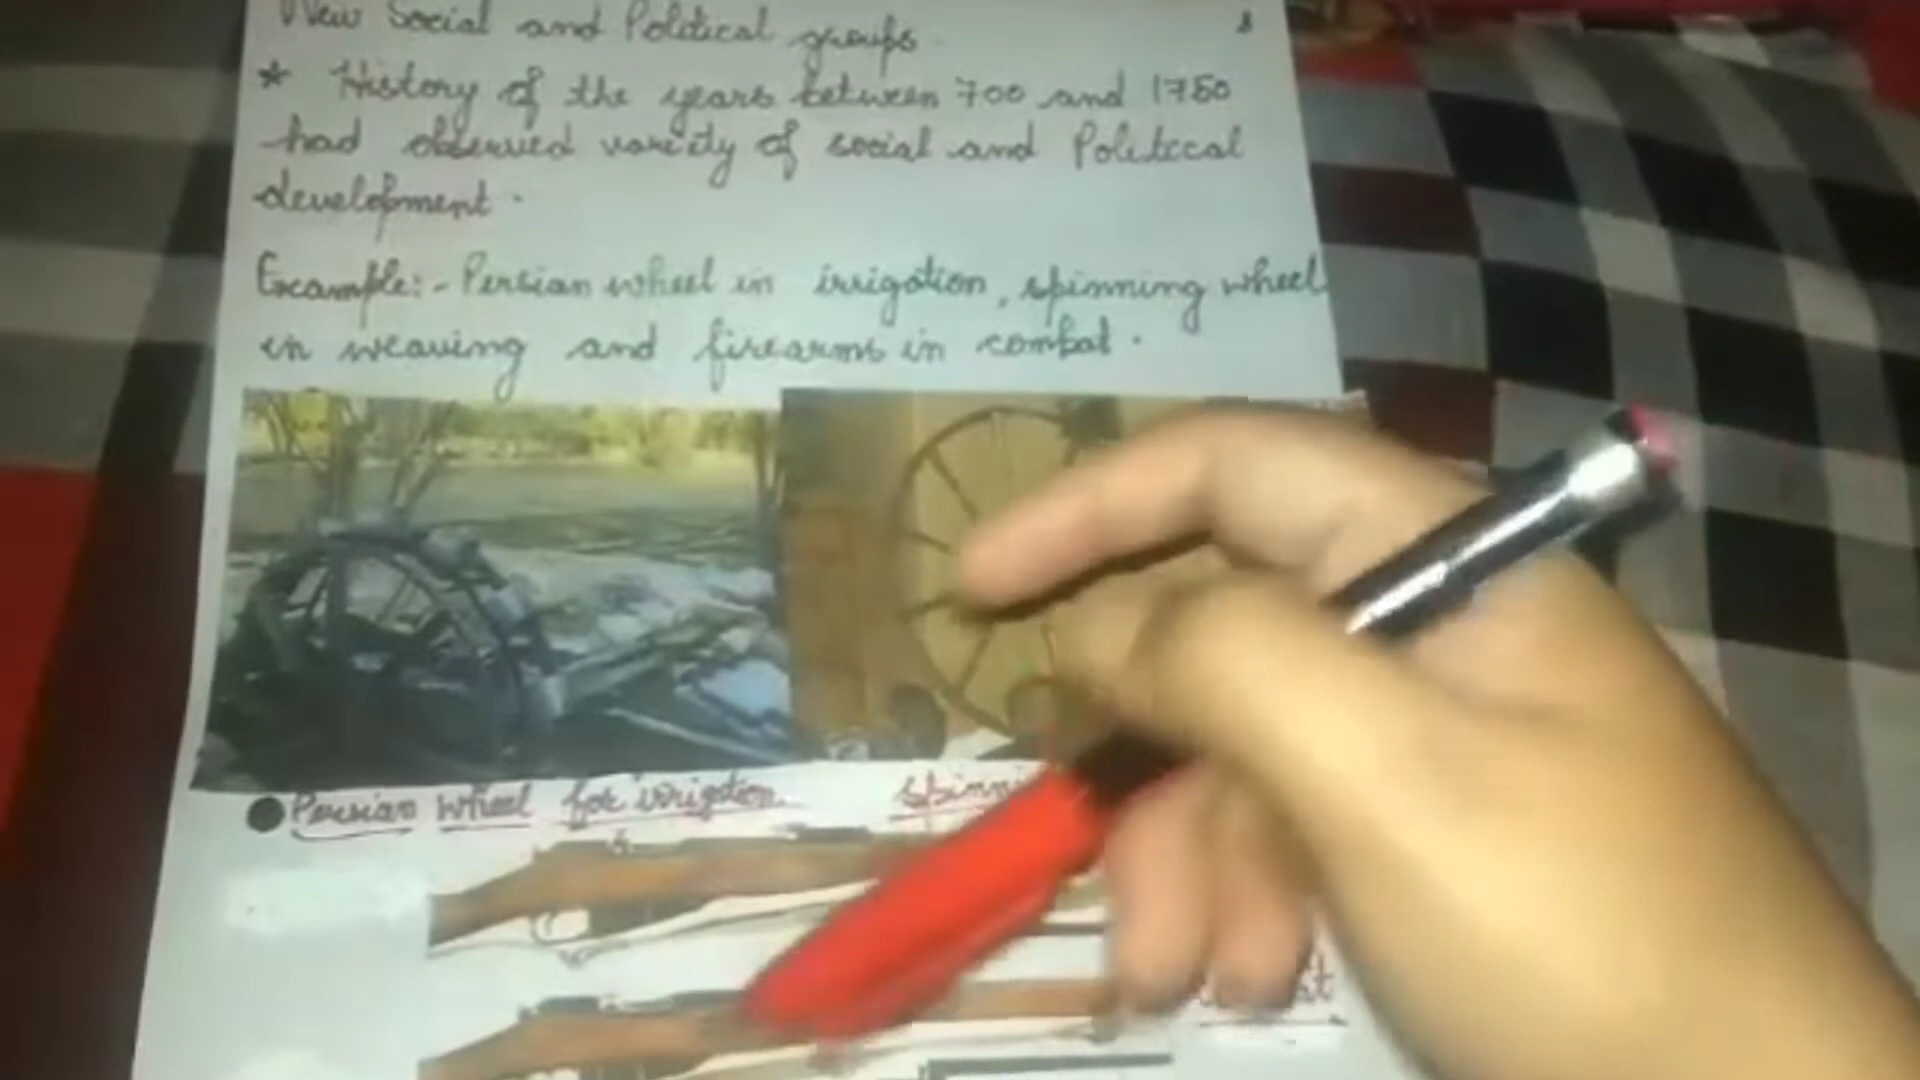 New Social and Political groups
* History of the years between 700 and 1750
had observed variety of social and Political
development.
Example:- Persian wheel in irrigation, spinning wheel
in weaving and firearms in combat.
Persian wheel for irrigation